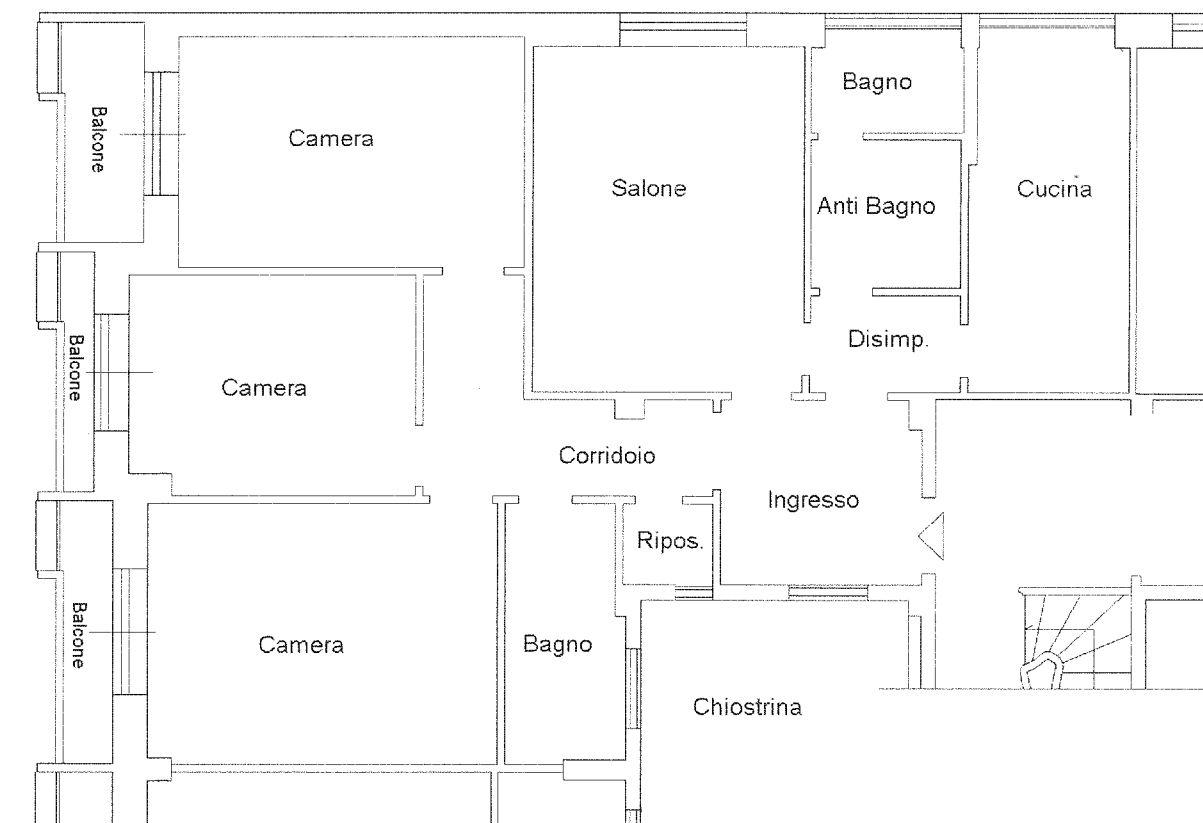 Bagno
Balcone
Camera
Salone
Cucina
Anti Bagno
Disimp.
Balcone
Camera
Corridoio
Ingresso
Ripos.
Balcone
Camera
Bagno
Chiostrina